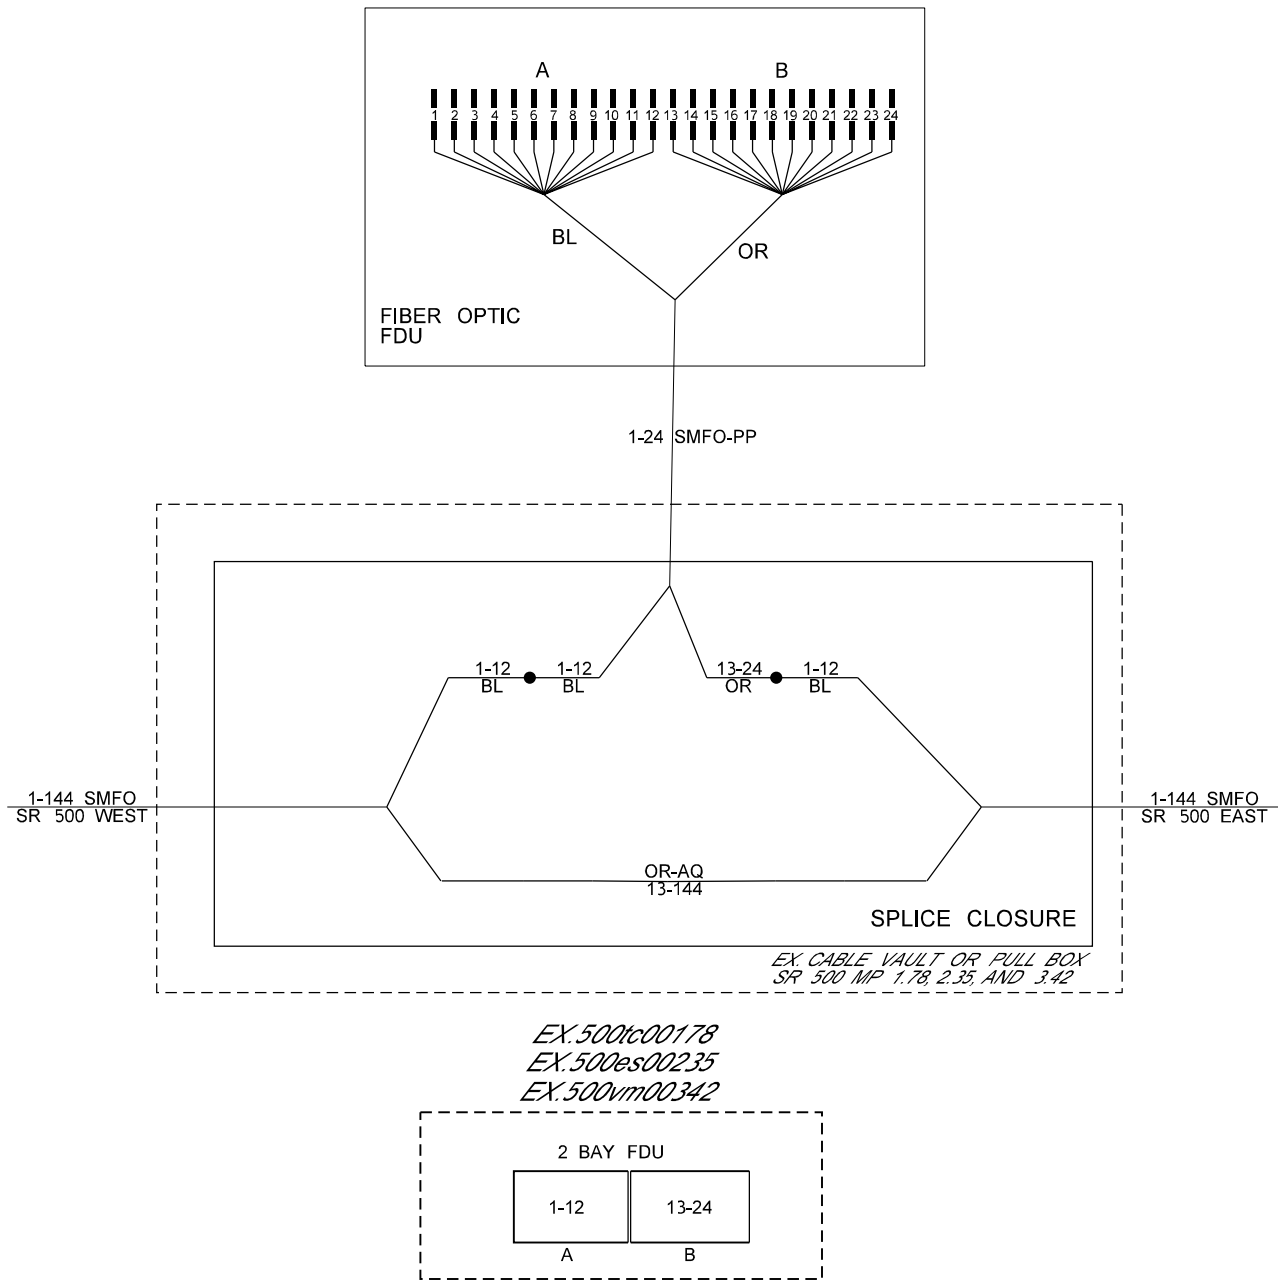 A B
1 2 3 4 5 6 7 8 9 10 11 12 13 14 15 16 17 18 19 20 21 22 23 24
BL
OR
FIBER OPTIC
FDU
1-24 SMFO-PP
1-12 1-12 13-24 1-12
BL BL OR BL
1-144 SMFO
SR 500 WEST
1-144 SMFO
SR 500 EAST
OR-AQ
13-144
SPLICE CLOSURE
EX. CABLE VAULT OR PULL BOX
SR 500 MP 1.78, 2.35, AND 3.42
EX.500tc00178
EX.500es00235
EX.500vm00342
2 BAY FDU
1-12 13-24
A B